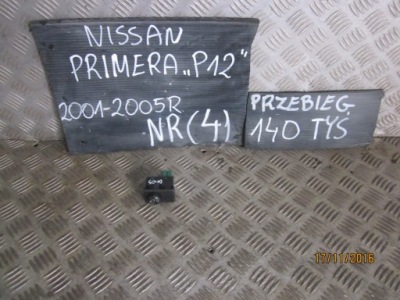 NISSAN
PRIMERA „P12"
2001-2005R
NR (4)
PRZEBIEG
140 TYŚ
17/11/2016